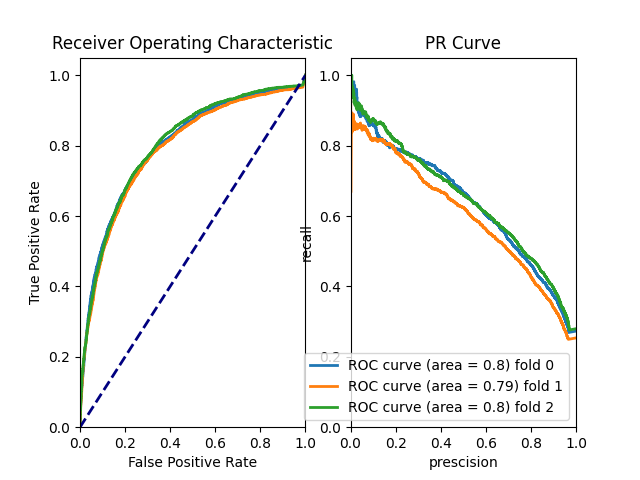 Receiver Operating Characteristic
PR Curve
1.0
0.8
0.6
0.4
0.2
0.0
True Positive Rate
0.0 0.2 0.4 0.6 0.8 1.0
False Positive Rate
1.0
0.8
0.6
0.4
0.2
0.0
recall
0.0 0.2 0.4 0.6 0.8 1.0
prescision
ROC curve (area = 0.8) fold 0
ROC curve (area = 0.79) fold 1
ROC curve (area = 0.8) fold 2